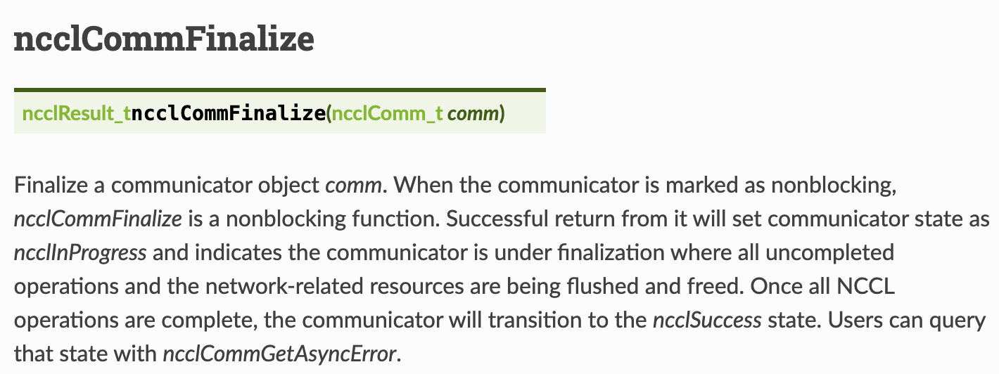 ncclCommFinalize
ncclResult_tncclCommFinalize(ncclComm_t comm)
Finalize a communicator object comm. When the communicator is marked as nonblocking,
ncclCommFinalize is a nonblocking function. Successful return from it will set communicator state as
ncclInProgress and indicates the communicator is under finalization where all uncompleted
operations and the network-related resources are being flushed and freed. Once all NCCL
operations are complete, the communicator will transition to the ncclSuccess state. Users can query
that state with ncclCommGetAsyncError.